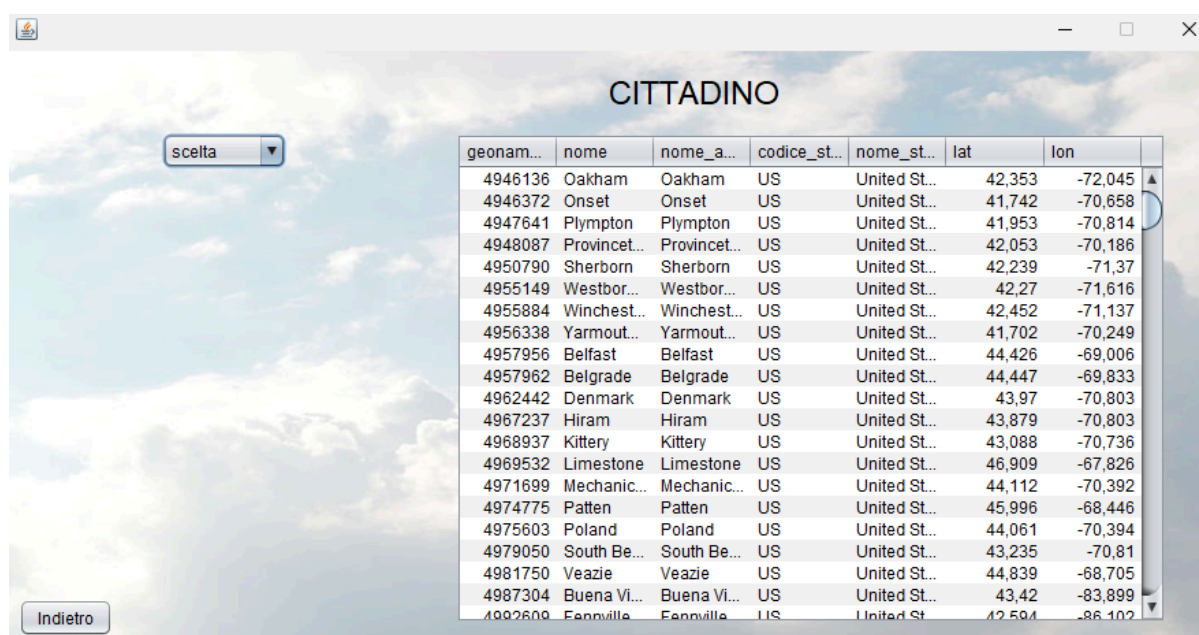 CITTADINO
scelta
geonam... nome nome_a... codice_st... nome_st... lat lon
4946136 Oakham Oakham US United St... 42,353 -72,045
4946372 Onset Onset US United St... 41,742 -70,658
4947641 Plympton Plympton US United St... 41,953 -70,814
4948087 Provincet... Provincet... US United St... 42,053 -70,186
4950790 Sherborn Sherborn US United St... 42,239 -71,37
4955149 Westbor... Westbor... US United St... 42,27 -71,616
4955884 Winchest... Winchest... US United St... 42,452 -71,137
4956338 Yarmout... Yarmout... US United St... 41,702 -70,249
4957956 Belfast Belfast US United St... 44,426 -69,006
4957962 Belgrade Belgrade US United St... 44,447 -69,833
4962442 Denmark Denmark US United St... 43,97 -70,803
4967237 Hiram Hiram US United St... 43,879 -70,803
4968937 Kittery Kittery US United St... 43,088 -70,736
4969532 Limestone Limestone US United St... 46,909 -67,826
4971699 Mechanic... Mechanic... US United St... 44,112 -70,392
4974775 Patten Patten US United St... 45,996 -68,446
4975603 Poland Poland US United St... 44,061 -70,394
4979050 South Be... South Be... US United St... 43,235 -70,81
4981750 Veazie Veazie US United St... 44,839 -68,705
4987304 Buena Vi... Buena Vi... US United St... 43,42 -83,899
4992609 Fennville Fennville US United St... 42,594 -86,102
Indietro